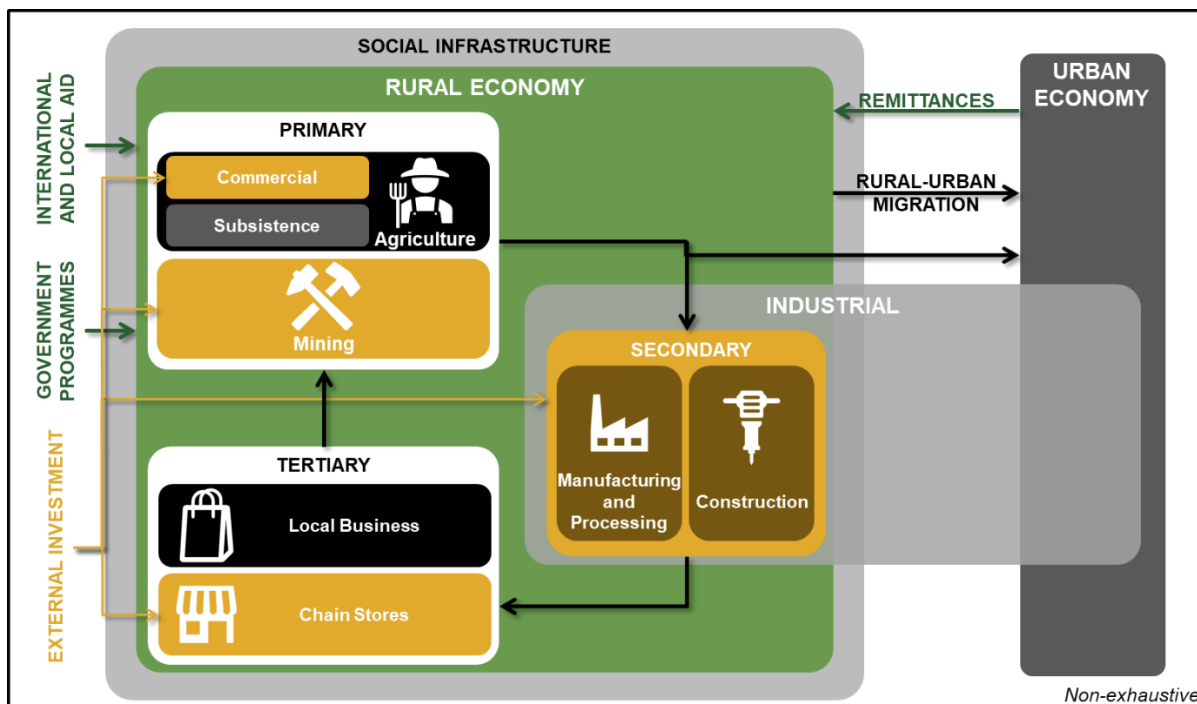 SOCIAL INFRASTRUCTURE
RURAL ECONOMY
URBAN
ECONOMY
INTERNATIONAL
AND LOCAL AID
GOVERNMENT
PROGRAMMES
EXTERNAL INVESTMENT
PRIMARY
Commercial
Subsistence
Agriculture
Mining
REMITTANCES
RURAL-URBAN
MIGRATION
INDUSTRIAL
SECONDARY
Manufacturing
and
Processing
Construction
TERTIARY
Local Business
Chain Stores
Non-exhaustive